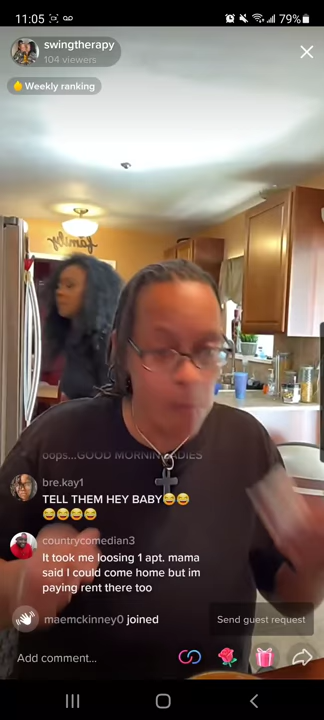 11:05
79%
swingtherapy
104 viewers
Weekly ranking
family
oops...GOOD MORNIN LADIES
bre.kay1
TELL THEM HEY BABY😂😂
😂😂😂😂
countrycomedian3
It took me loosing 1 apt. mama
said I could come home but im
paying rent there too
maemckinney0 joined
Send guest request
Add comment...